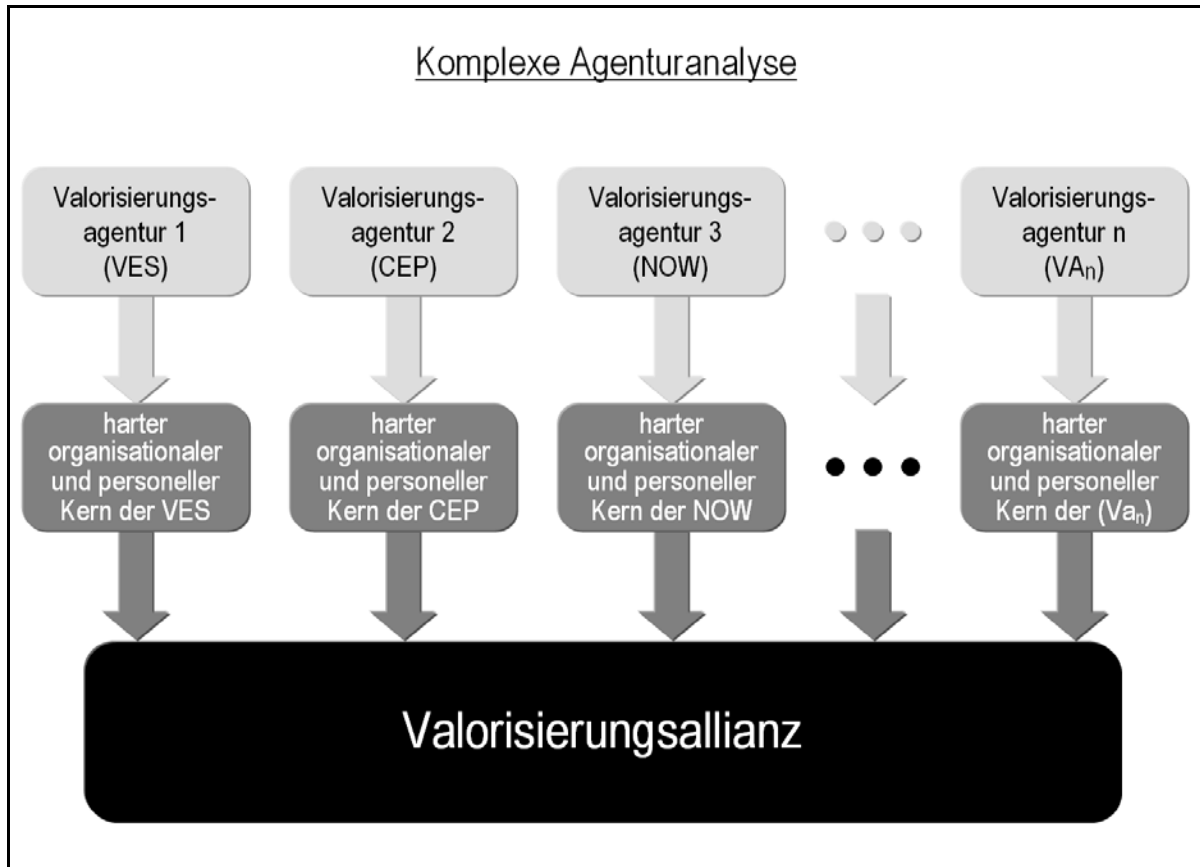 Komplexe Agenturanalyse
Valorisierungs-
agentur 1
(VES)
Valorisierungs-
agentur 2
(CEP)
Valorisierungs-
agentur 3
(NOW)
Valorisierungs-
agentur n
(VAₙ)
harter
organisationaler
und personeller
Kern der VES
harter
organisationaler
und personeller
Kern der CEP
harter
organisationaler
und personeller
Kern der NOW
harter
organisationaler
und personeller
Kern der (Vaₙ)
Valorisierungsallianz